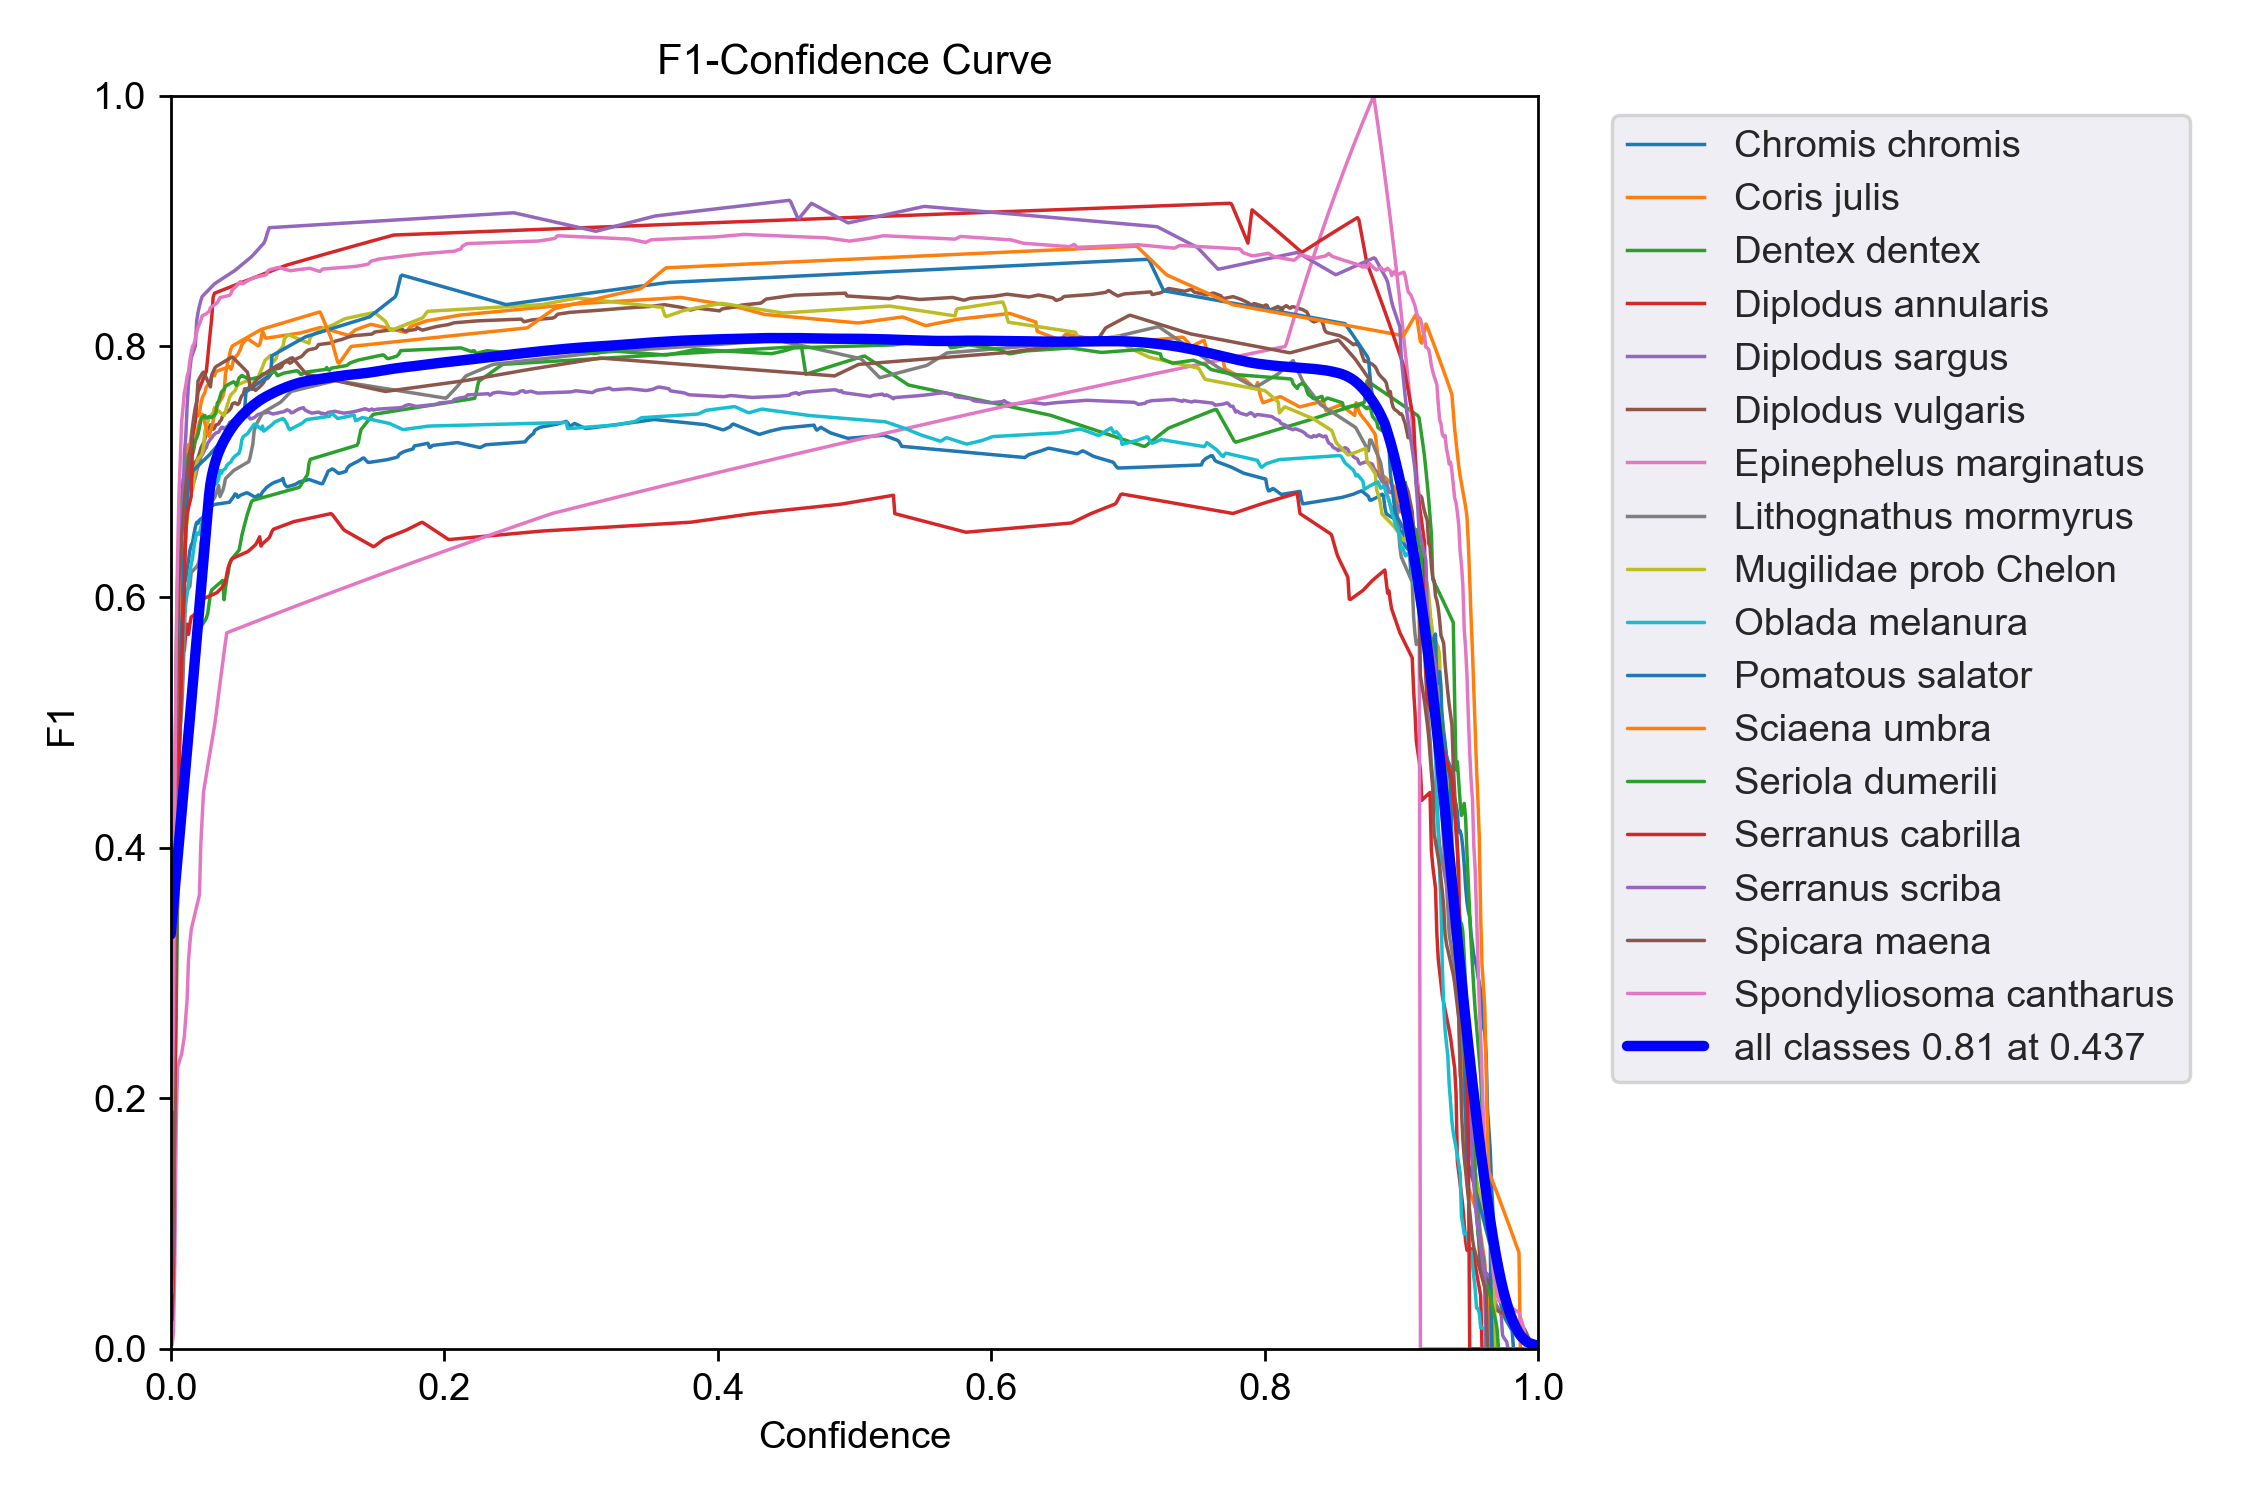 F1-Confidence Curve
1.0
0.8
0.6
0.4
0.2
0.0
F1
0.0 0.2 0.4 0.6 0.8 1.0
Confidence
Chromis chromis
Coris julis
Dentex dentex
Diplodus annularis
Diplodus sargus
Diplodus vulgaris
Epinephelus marginatus
Lithognathus mormyrus
Mugilidae prob Chelon
Oblada melanura
Pomatous salator
Sciaena umbra
Seriola dumerili
Serranus cabrilla
Serranus scriba
Spicara maena
Spondyliosoma cantharus
all classes 0.81 at 0.437